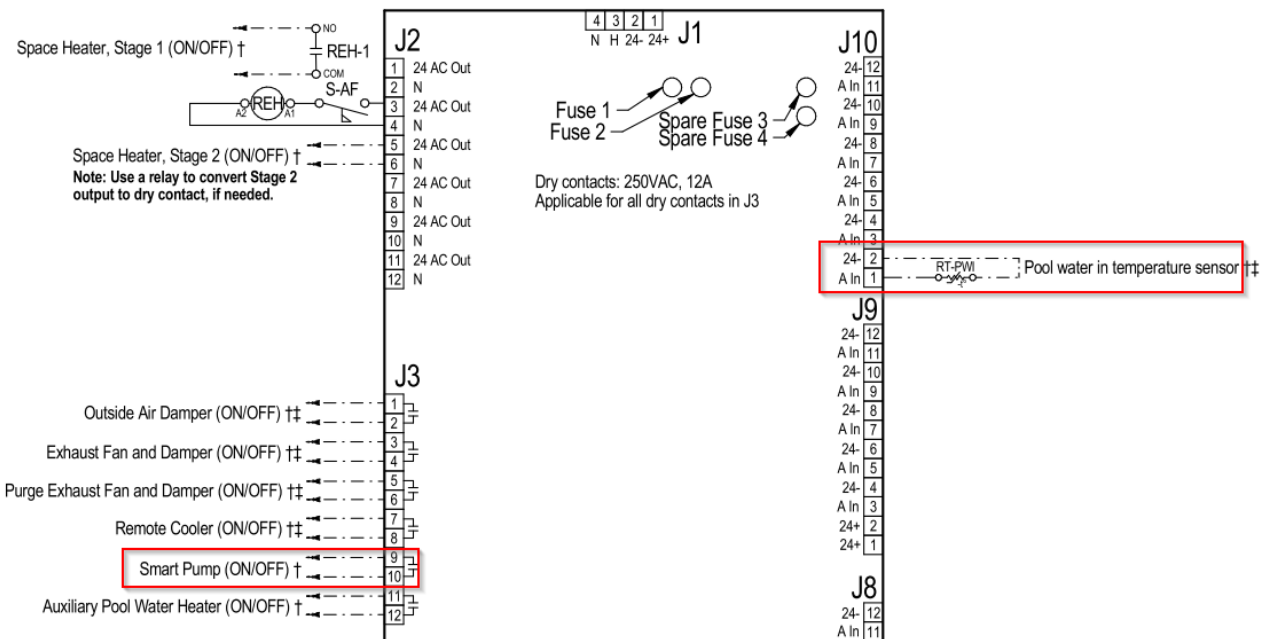 4 3 2 1
N H 24- 24+ J1
NO
Space Heater, Stage 1 (ON/OFF) †
REH-1
COM
S-AF
REH
A2 A1
Space Heater, Stage 2 (ON/OFF) †
Note: Use a relay to convert Stage 2
output to dry contact, if needed.
J2
1 24 AC Out
2 N
3 24 AC Out
4 N
5 24 AC Out
6 N
7 24 AC Out
8 N
9 24 AC Out
10 N
11 24 AC Out
12 N
Fuse 1
Fuse 2
Spare Fuse 3
Spare Fuse 4
Dry contacts: 250VAC, 12A
Applicable for all dry contacts in J3
J10
24- 12
A In 11
24- 10
A In 9
24- 8
A In 7
24- 6
A In 5
24- 4
A In 3
24- 2
A In 1
RT-PWI
Pool water in temperature sensor †‡
J9
24- 12
A In 11
24- 10
A In 9
24- 8
A In 7
24- 6
A In 5
24- 4
A In 3
24+ 2
24+ 1
J8
24- 12
A In 11
J3
Outside Air Damper (ON/OFF) †‡
1
2
Exhaust Fan and Damper (ON/OFF) †‡
3
4
Purge Exhaust Fan and Damper (ON/OFF) †‡
5
6
Remote Cooler (ON/OFF) †‡
7
8
Smart Pump (ON/OFF) †
9
10
Auxiliary Pool Water Heater (ON/OFF) †
11
12